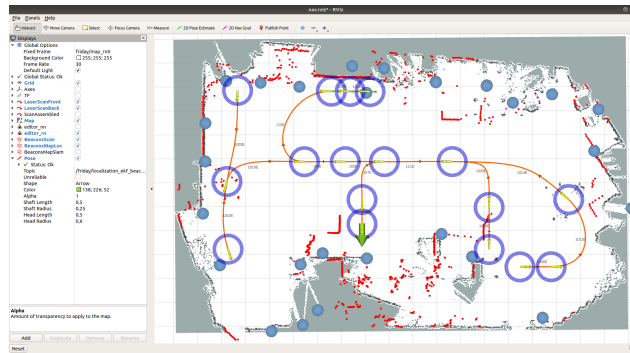 nav.rviz* - RViz
File Panels Help
Interact Move Camera Select Focus Camera Measure 2D Pose Estimate 2D Nav Goal Publish Point
Displays
Global Options
Fixed Frame friday/map_rn0
Background Color 255; 255; 255
Frame Rate 30
Default Light
Global Status: Ok
Grid
Axes
TF
LaserScanFront
LaserScanBack
ScanAssembled
Map
editor_nn
editor_rn
BeaconsScan
BeaconsMapLoc
BeaconsMapSlam
Pose
Status: Ok
Topic /friday/localization_ekf_beac...
Unreliable
Shape Arrow
Color 138; 226; 52
Alpha 1
Shaft Length 0,5
Shaft Radius 0,25
Head Length 0,5
Head Radius 0,6
Alpha
Amount of transparency to apply to the map.
Add Duplicate Remove Rename
Reset